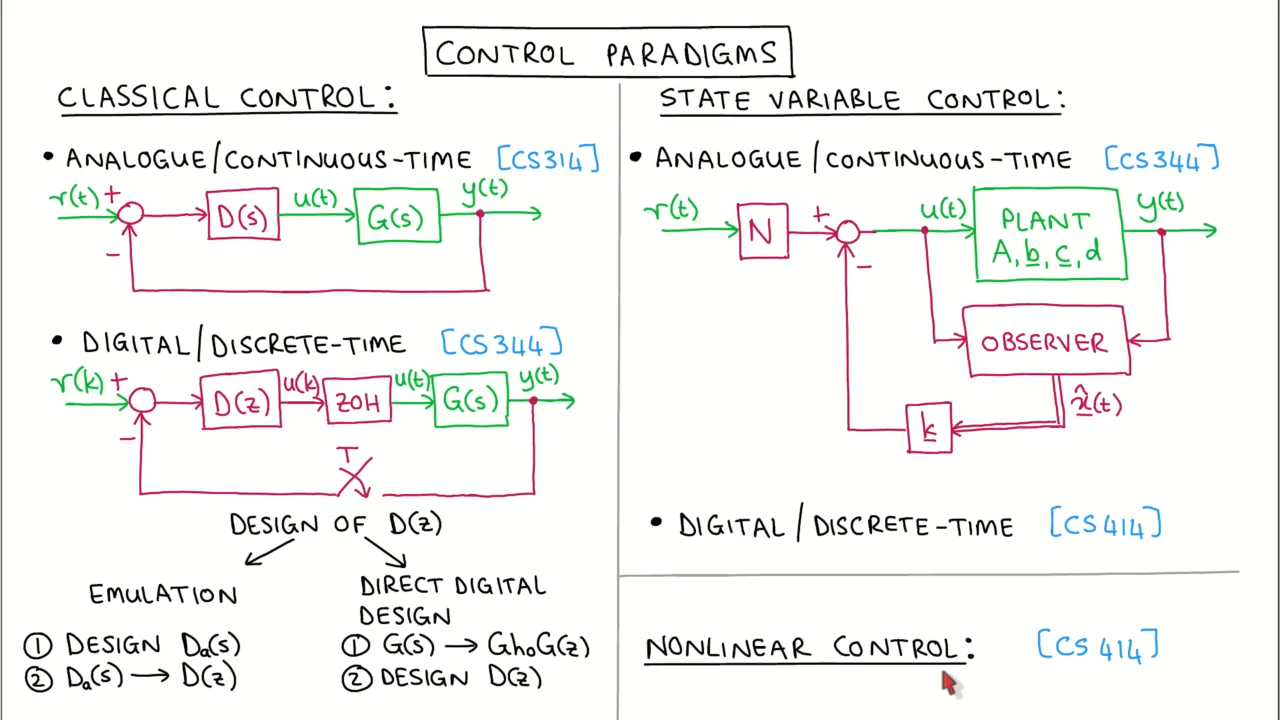 CONTROL PARADIGMS
CLASSICAL CONTROL:
• ANALOGUE/CONTINUOUS-TIME [CS314]
r(t) + D(s) u(t) G(s) y(t)
−
• DIGITAL/DISCRETE-TIME [CS344]
r(k) + D(z) u(k) ZOH u(t) G(s) y(t)
−
T
DESIGN OF D(z)
EMULATION
① DESIGN Da(s)
② Da(s) → D(z)
DIRECT DIGITAL
DESIGN
① G(s) → GhoG(z)
② DESIGN D(z)
STATE VARIABLE CONTROL:
• ANALOGUE/CONTINUOUS-TIME [CS344]
r(t) N + u(t) PLANT y(t)
A, b, c, d
−
OBSERVER
x̂(t)
k
• DIGITAL/DISCRETE-TIME [CS414]
NONLINEAR CONTROL: [CS414]